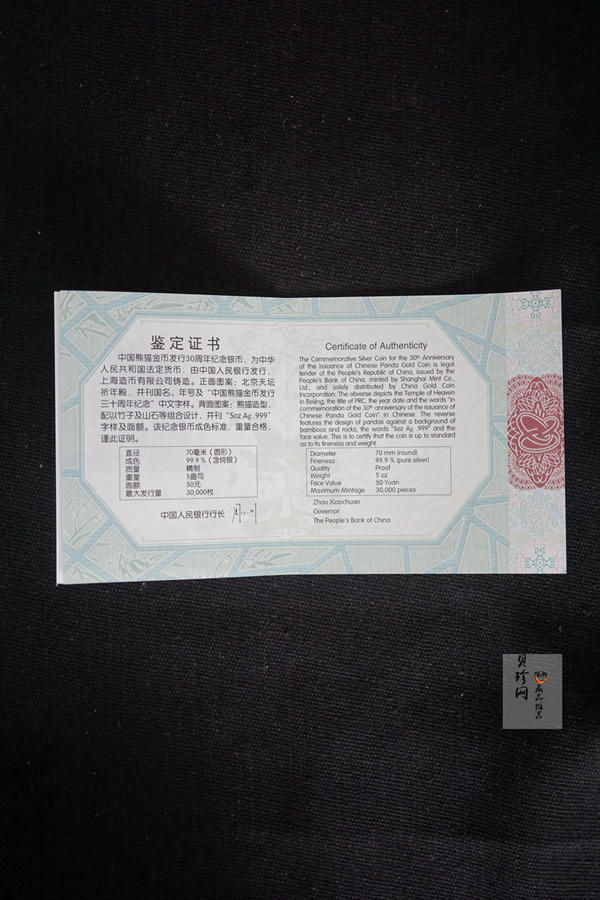 鉴定证书
中国熊猫金币发行30周年纪念银币，为中华
人民共和国法定货币，由中国人民银行发行，
上海造币有限公司铸造。正面图案：北京天坛
祈年殿，并刊国名、年号及“中国熊猫金币发行
三十周年纪念”中文字样。背面图案：熊猫造型，
配以竹子及山石等组合设计，并刊“5oz Ag .999”
字样及面额。该纪念银币成色标准，重量合格，
谨此证明。
直径 70毫米（圆形）
成色 99.9％（含纯银）
质量 精制
重量 5盎司
面额 50元
最大发行量 30,000枚
中国人民银行行长
Certificate of Authenticity
The Commemorative Silver Coin for the 30th Anniversary
of the Issuance of Chinese Panda Gold Coin is legal
tender of the People's Republic of China, issued by the
People's Bank of China, minted by Shanghai Mint Co.,
Ltd., and solely distributed by China Gold Coin
Incorporation. The obverse depicts the Temple of Heaven
in Beijing, the title of PRC, the year date and the words "in
commemoration of the 30th anniversary of the issuance of
Chinese Panda Gold Coin" in Chinese. The reverse
features the design of pandas against a background of
bamboos and rocks, the words "5oz Ag .999" and the
face value. This is to certify that the coin is up to standard
as to its fineness and weight.
Diameter 70 mm (round)
Fineness 99.9 % (pure silver)
Quality Proof
Weight 5 oz
Face Value 50 Yuan
Maximum Mintage 30,000 pieces
Zhou Xiaochuan
Governor
The People's Bank of China
贝珍网
藏品推荐